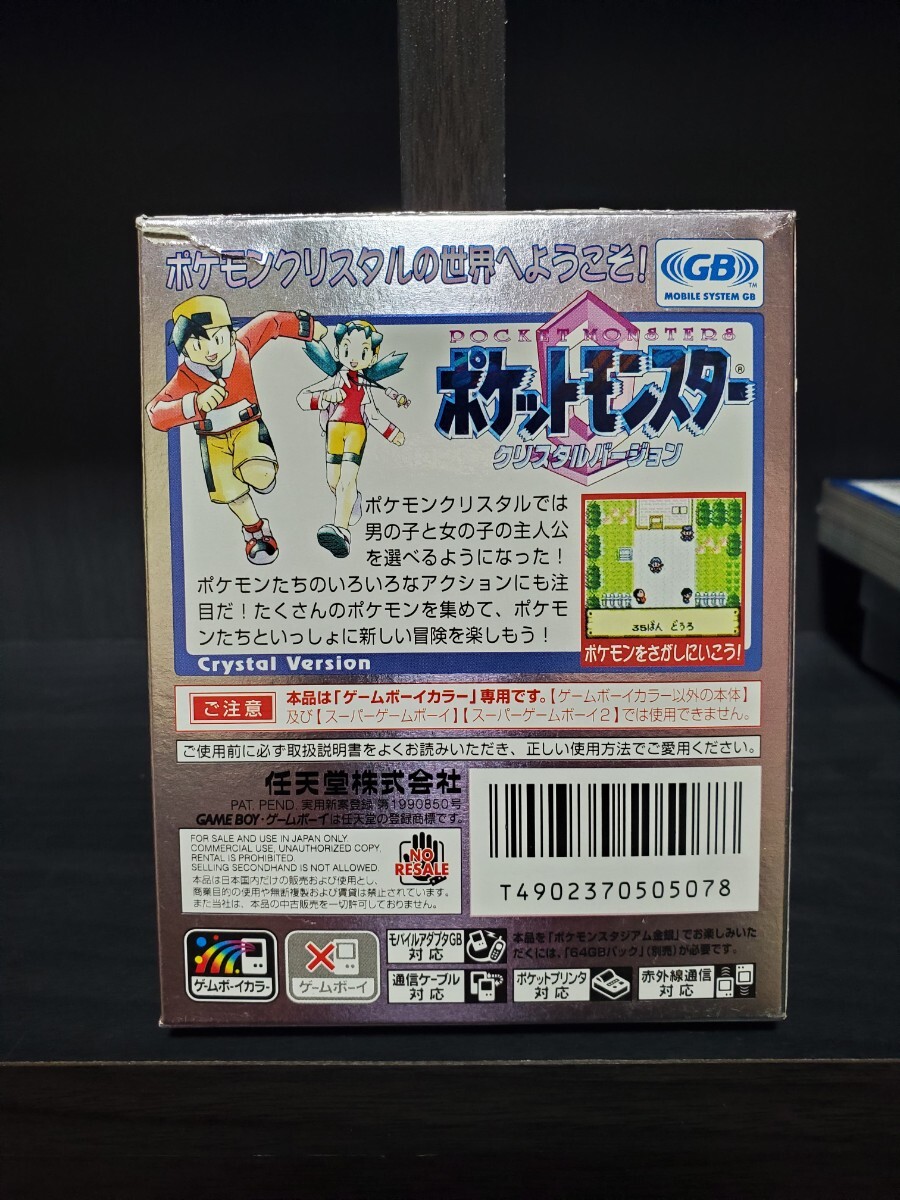 ポケモンクリスタルの世界へようこそ!
GB
TM
MOBILE SYSTEM GB
POCKET MONSTERS
ポケットモンスター®
クリスタルバージョン
ポケモンクリスタルでは
男の子と女の子の主人公
を選べるようになった!
ポケモンたちのいろいろなアクションにも注
目だ!たくさんのポケモンを集めて、ポケモ
ンたちといっしょに新しい冒険を楽しもう!
35ばん どうろ
ポケモンをさがしにいこう!
Crystal Version
ご注意
本品は「ゲームボーイカラー」専用です。【ゲームボーイカラー以外の本体】
及び【スーパーゲームボーイ】【スーパーゲームボーイ2】では使用できません。
ご使用前に必ず取扱説明書をよくお読みいただき、正しい使用方法でご愛用ください。
任天堂株式会社
PAT. PEND. 実用新案登録 第1990850号
GAME BOY・ゲームボーイは任天堂の登録商標です。
FOR SALE AND USE IN JAPAN ONLY
COMMERCIAL USE, UNAUTHORIZED COPY,
RENTAL IS PROHIBITED.
SELLING SECONDHAND IS NOT ALLOWED.
本品は日本国内だけの販売および使用とし、
商業目的の使用や無断複製および賃貸は禁止されています。
また当社は、本品の中古販売を一切許可しておりません。
NO
RESALE
T4902370505078
ゲームボーイカラー
ゲームボーイ
モバイルアダプタGB
対応
本品を「ポケモンスタジアム金銀」でお楽しみいた
だくには、「64GBパック」(別売)が必要です。
通信ケーブル
対応
ポケットプリンタ
対応
赤外線通信
対応